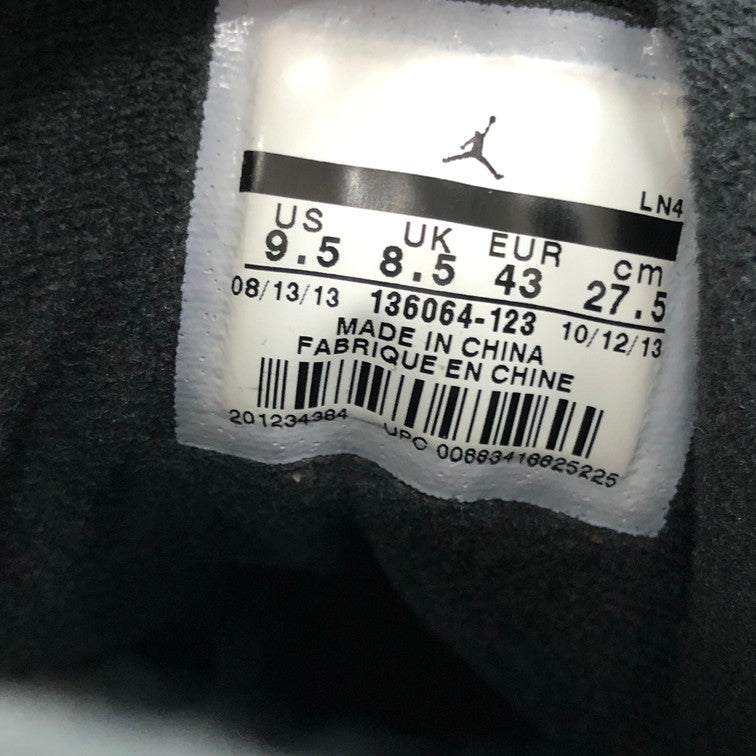 LN4
US UK EUR cm
9.5 8.5 43 27.5
08/13/13 136064-123 10/12/13
MADE IN CHINA
FABRIQUE EN CHINE
201234384 UPC 00883418825225